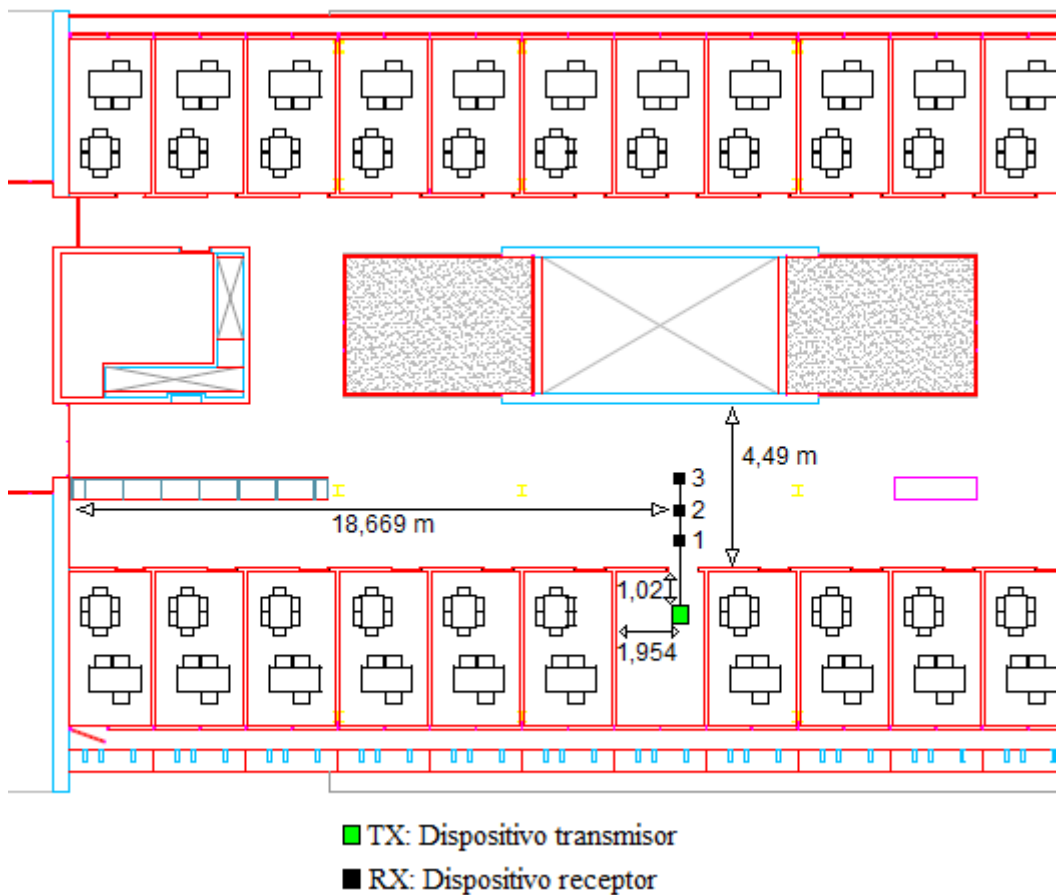 3
4,49 m
2
18,669 m
1
1,02
1,954
TX: Dispositivo transmisor
RX: Dispositivo receptor